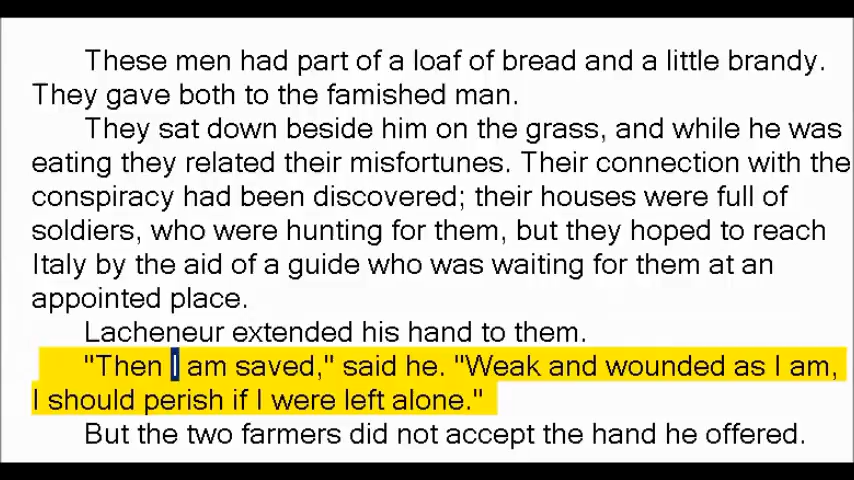 These men had part of a loaf of bread and a little brandy.
They gave both to the famished man.
They sat down beside him on the grass, and while he was
eating they related their misfortunes. Their connection with the
conspiracy had been discovered; their houses were full of
soldiers, who were hunting for them, but they hoped to reach
Italy by the aid of a guide who was waiting for them at an
appointed place.
Lacheneur extended his hand to them.
"Then I am saved," said he. "Weak and wounded as I am,
I should perish if I were left alone."
But the two farmers did not accept the hand he offered.